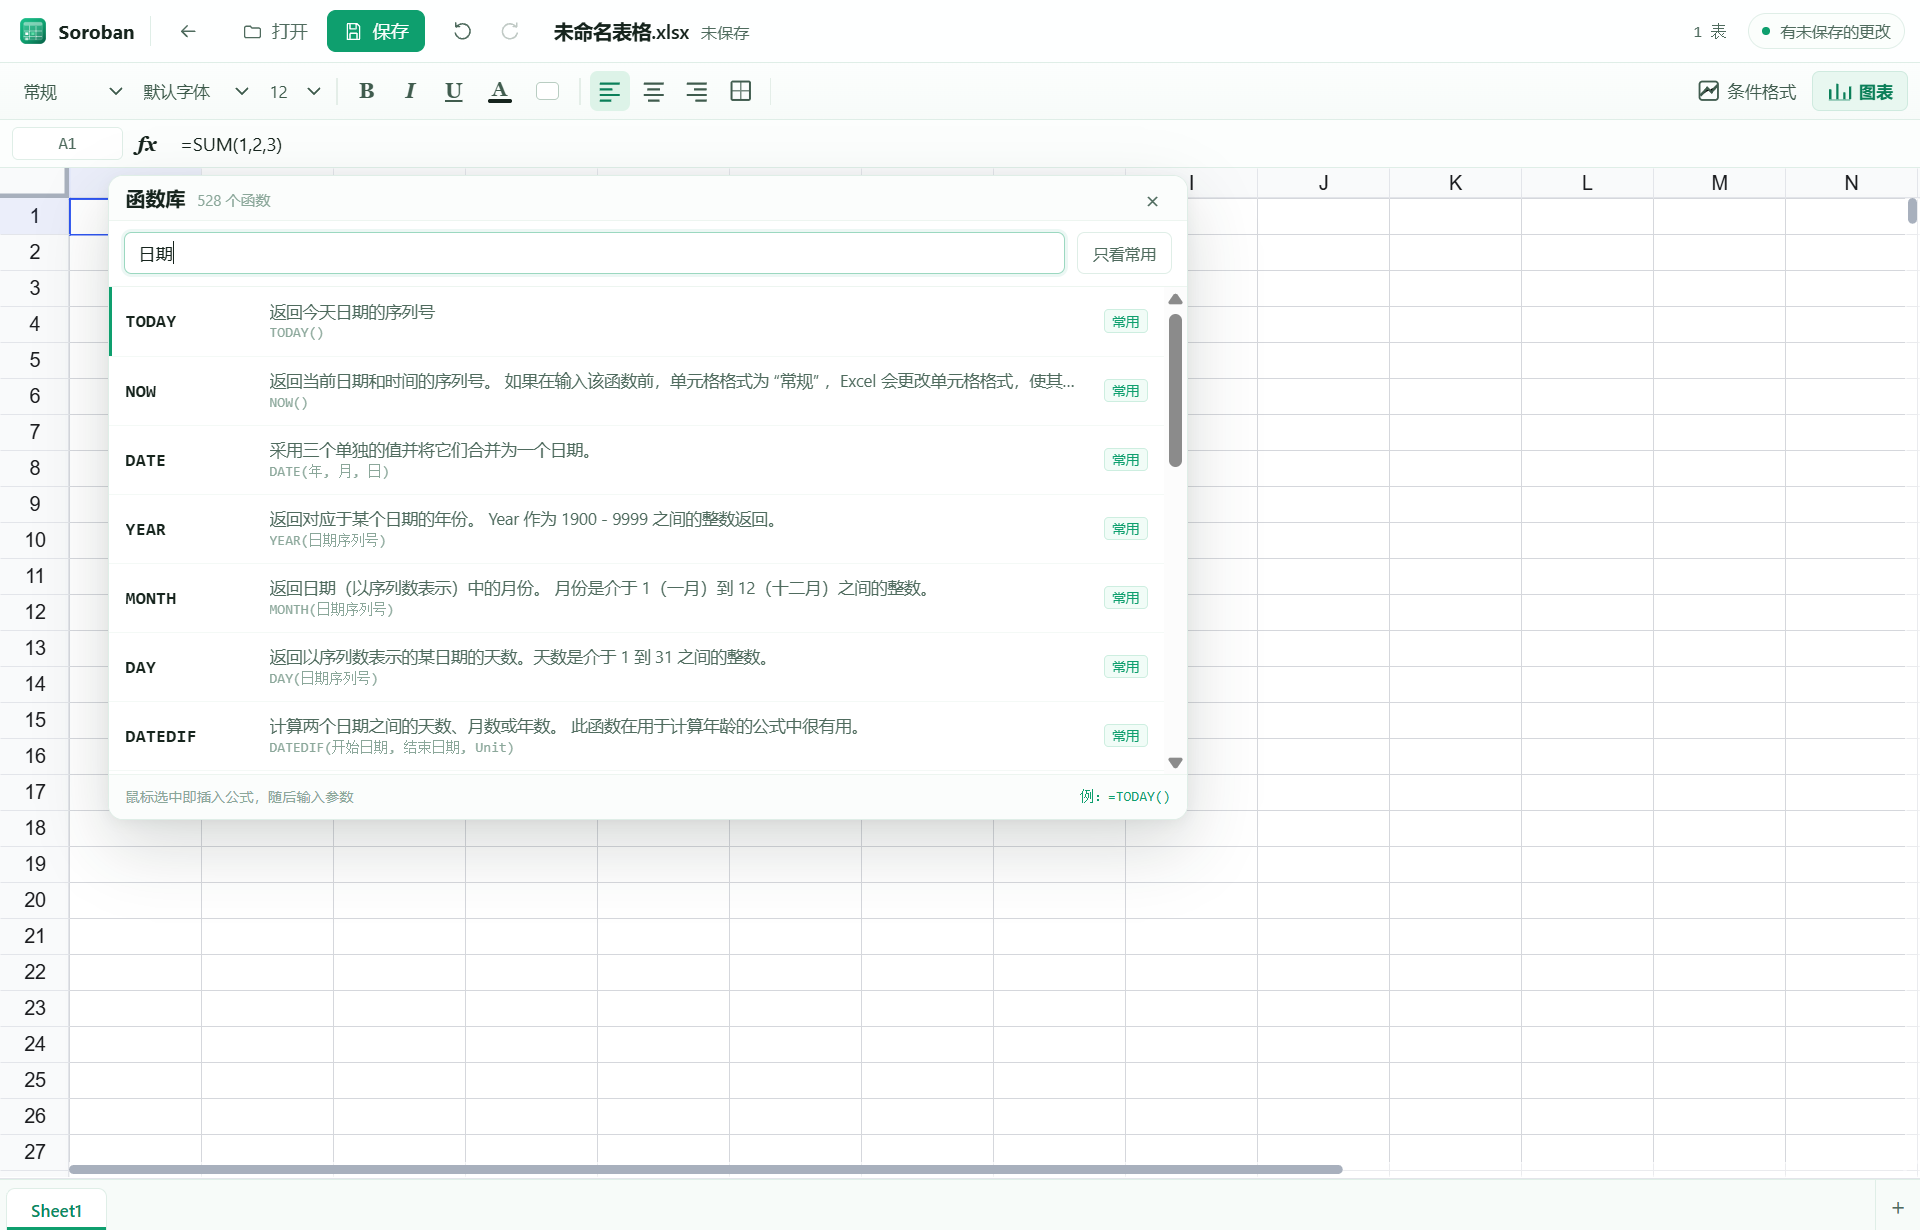 Soroban
打开
保存
未命名表格.xlsx 未保存
1 表
有未保存的更改
常规
默认字体
12
B I U A
条件格式
图表
A1
fx
=SUM(1,2,3)
I J K L M N
函数库 528 个函数
日期
只看常用
TODAY
返回今天日期的序列号
TODAY()
常用
NOW
返回当前日期和时间的序列号。 如果在输入该函数前，单元格格式为 “常规” ，Excel 会更改单元格格式，使其...
NOW()
常用
DATE
采用三个单独的值并将它们合并为一个日期。
DATE(年, 月, 日)
常用
YEAR
返回对应于某个日期的年份。 Year 作为 1900 - 9999 之间的整数返回。
YEAR(日期序列号)
常用
MONTH
返回日期（以序列数表示）中的月份。 月份是介于 1（一月）到 12（十二月）之间的整数。
MONTH(日期序列号)
常用
DAY
返回以序列数表示的某日期的天数。天数是介于 1 到 31 之间的整数。
DAY(日期序列号)
常用
DATEDIF
计算两个日期之间的天数、月数或年数。 此函数在用于计算年龄的公式中很有用。
DATEDIF(开始日期, 结束日期, Unit)
常用
鼠标选中即插入公式，随后输入参数
例：=TODAY()
1
2
3
4
5
6
7
8
9
10
11
12
13
14
15
16
17
18
19
20
21
22
23
24
25
26
27
Sheet1
+